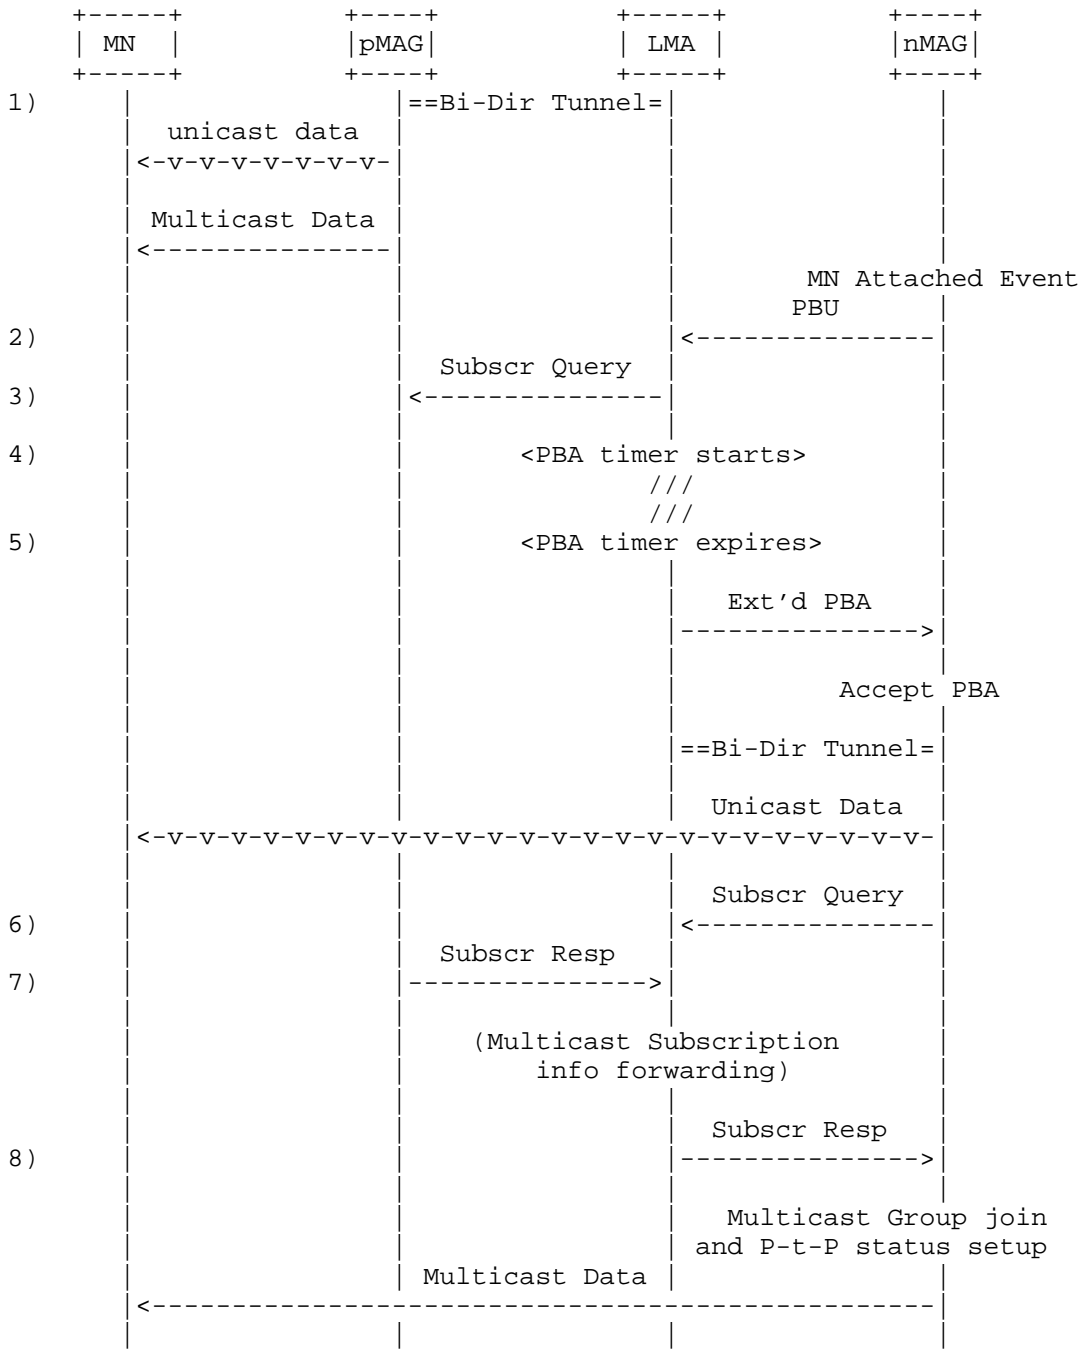 MN pMAG LMA nMAG
1) ==Bi-Dir Tunnel=
unicast data
<-v-v-v-v-v-v-v-
Multicast Data
<---------------
MN Attached Event
PBU
2) <---------------
Subscr Query
3) <---------------
4) <PBA timer starts>
///
///
5) <PBA timer expires>
Ext'd PBA
--------------->
Accept PBA
==Bi-Dir Tunnel=
Unicast Data
<-v-v-v-v-v-v-v-v-v-v-v-v-v-v-v-v-v-v-v-v-v-v-v-v-
Subscr Query
6) <---------------
Subscr Resp
7) --------------->
(Multicast Subscription
info forwarding)
Subscr Resp
8) --------------->
Multicast Group join
and P-t-P status setup
Multicast Data
<-------------------------------------------------